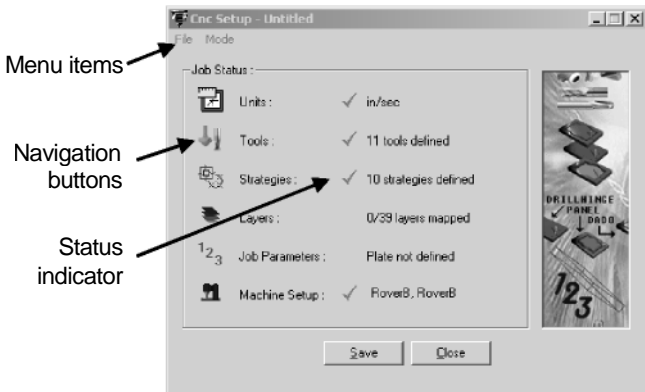 Cnc Setup - Untitled
File Mode
Menu items
Job Status :
Units : in/sec
Tools : 11 tools defined
Navigation
buttons
Strategies : 10 strategies defined
Layers : 0/39 layers mapped
Status
indicator
Job Parameters : Plate not defined
Machine Setup : RoverB, RoverB
DRILLHINGE
PANEL
DADO
123
123
Save Close